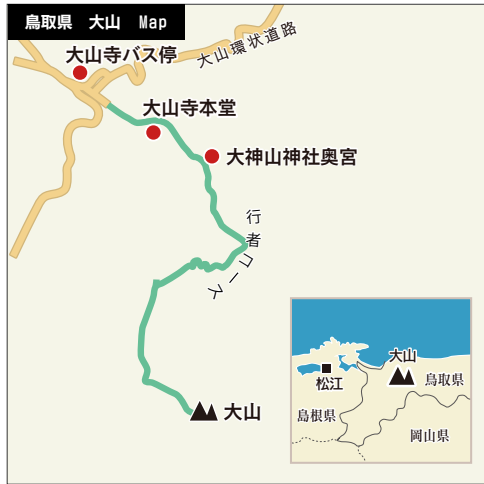 鳥取県 大山 Map
大山寺バス停
大山環状道路
大山寺本堂
大神山神社奥宮
行者コース
大山
大山
松江
鳥取県
島根県
岡山県